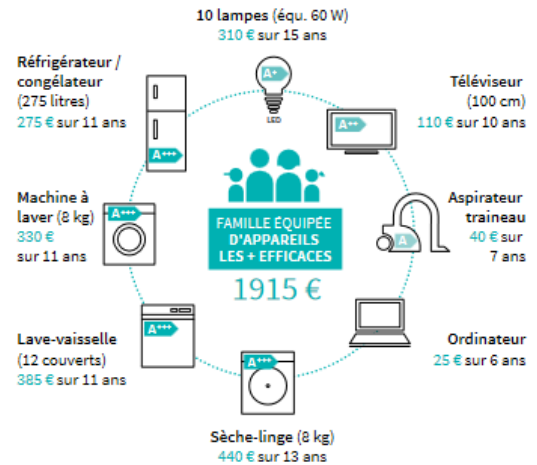 10 lampes (équ. 60 W)
310 € sur 15 ans
A+
LED
Téléviseur
(100 cm)
110 € sur 10 ans
A++
Aspirateur
traineau
40 € sur
7 ans
A
Ordinateur
25 € sur 6 ans
Sèche-linge (8 kg)
440 € sur 13 ans
A+++
Lave-vaisselle
(12 couverts)
385 € sur 11 ans
A+++
Machine à
laver (8 kg)
330 €
sur 11 ans
A+++
Réfrigérateur /
congélateur
(275 litres)
275 € sur 11 ans
A+++
FAMILLE ÉQUIPÉE
D'APPAREILS
LES + EFFICACES
1915 €